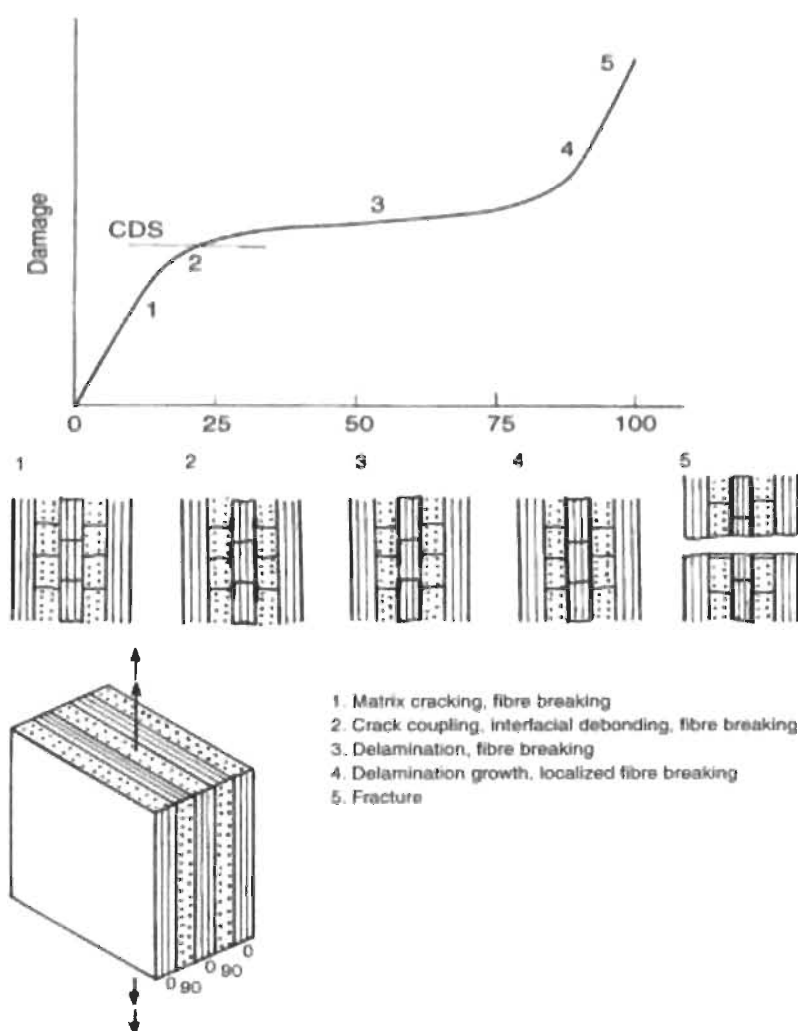 5
4
3
CDS
2
1
Damage
0 25 50 75 100
1 2 3 4 5
1. Matrix cracking, fibre breaking
2. Crack coupling, interfacial debonding, fibre breaking
3. Delamination, fibre breaking
4. Delamination growth, localized fibre breaking
5. Fracture
0 90 0 90 0